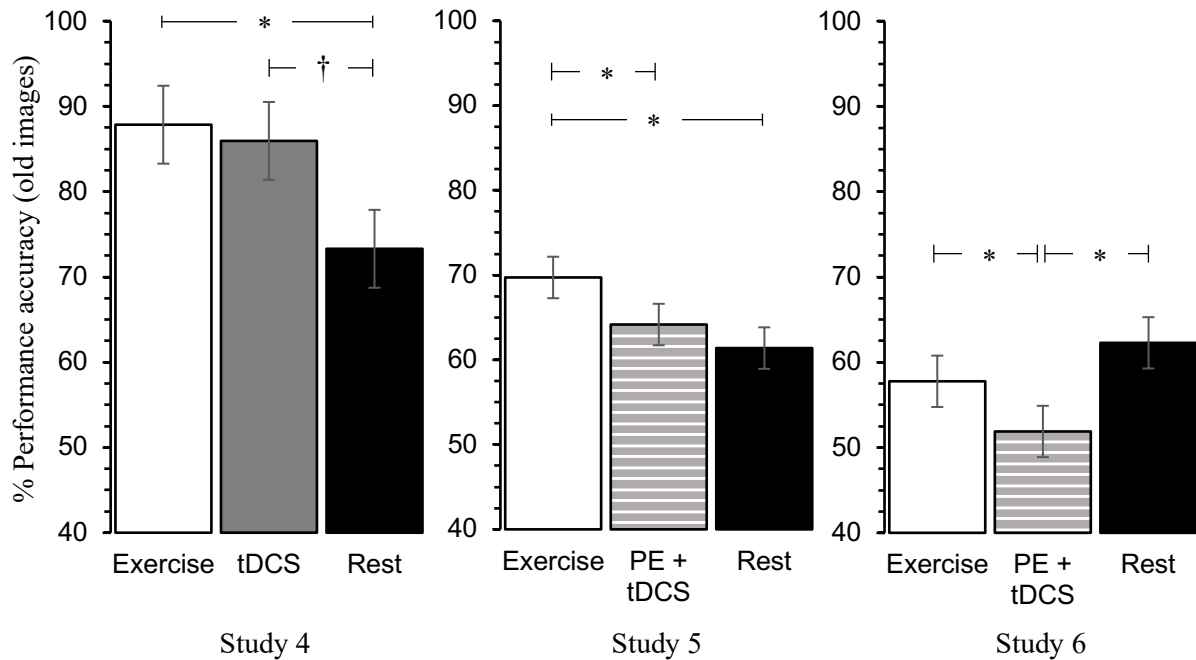 % Performance accuracy (old images)
100
90
80
70
60
50
40
*
†
Exercise
tDCS
Rest
Study 4
100
90
80
70
60
50
40
*
*
Exercise
PE +
tDCS
Rest
Study 5
100
90
80
70
60
50
40
*
*
Exercise
PE +
tDCS
Rest
Study 6